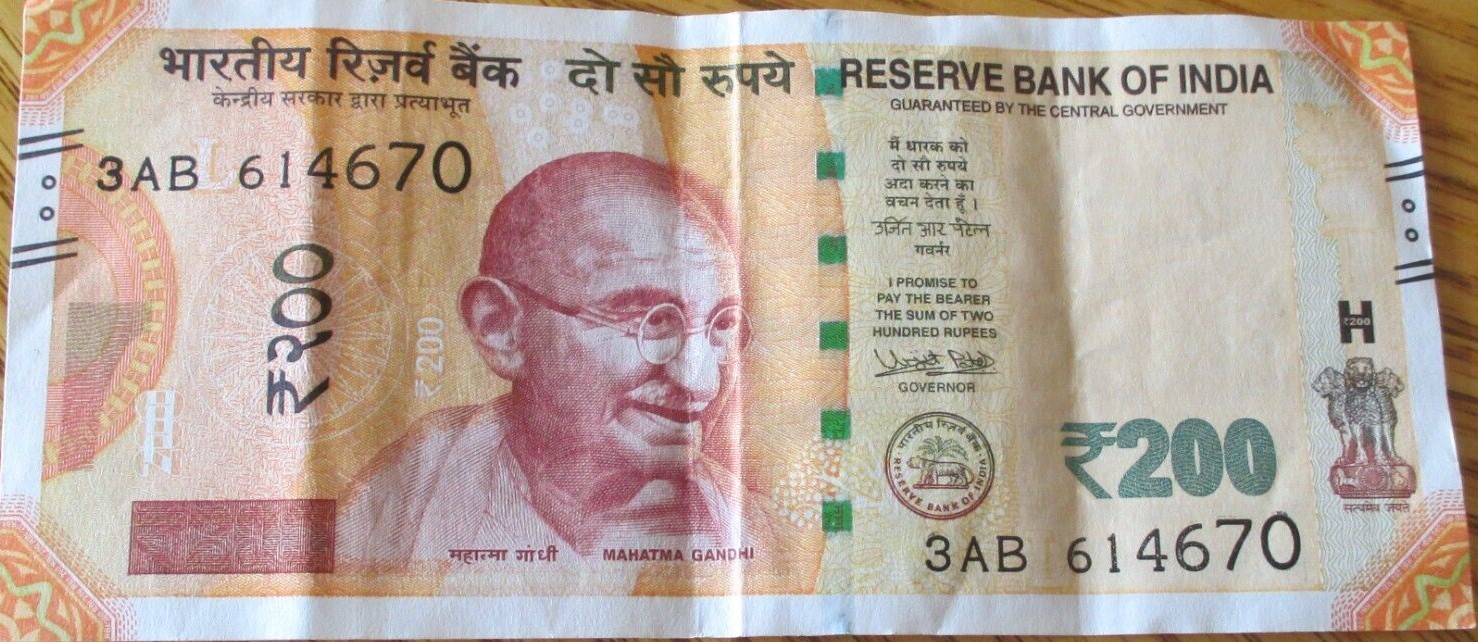 भारतीय रिज़र्व बैंक दो सौ रुपये RESERVE BANK OF INDIA
केन्द्रीय सरकार द्वारा प्रत्याभूत
GUARANTEED BY THE CENTRAL GOVERNMENT
3AB 614670
मैं धारक को
दो सौ रुपये
अदा करने का
वचन देता हूँ ।
उर्जित आर पटेल
गवर्नर
I PROMISE TO
PAY THE BEARER
THE SUM OF TWO
HUNDRED RUPEES
Urjit Patel
GOVERNOR
₹२००
₹200
H
₹200
भारतीय रिज़र्व बैंक
RESERVE BANK OF INDIA
₹200
सत्यमेव जयते
महात्मा गांधी MAHATMA GANDHI
3AB 614670